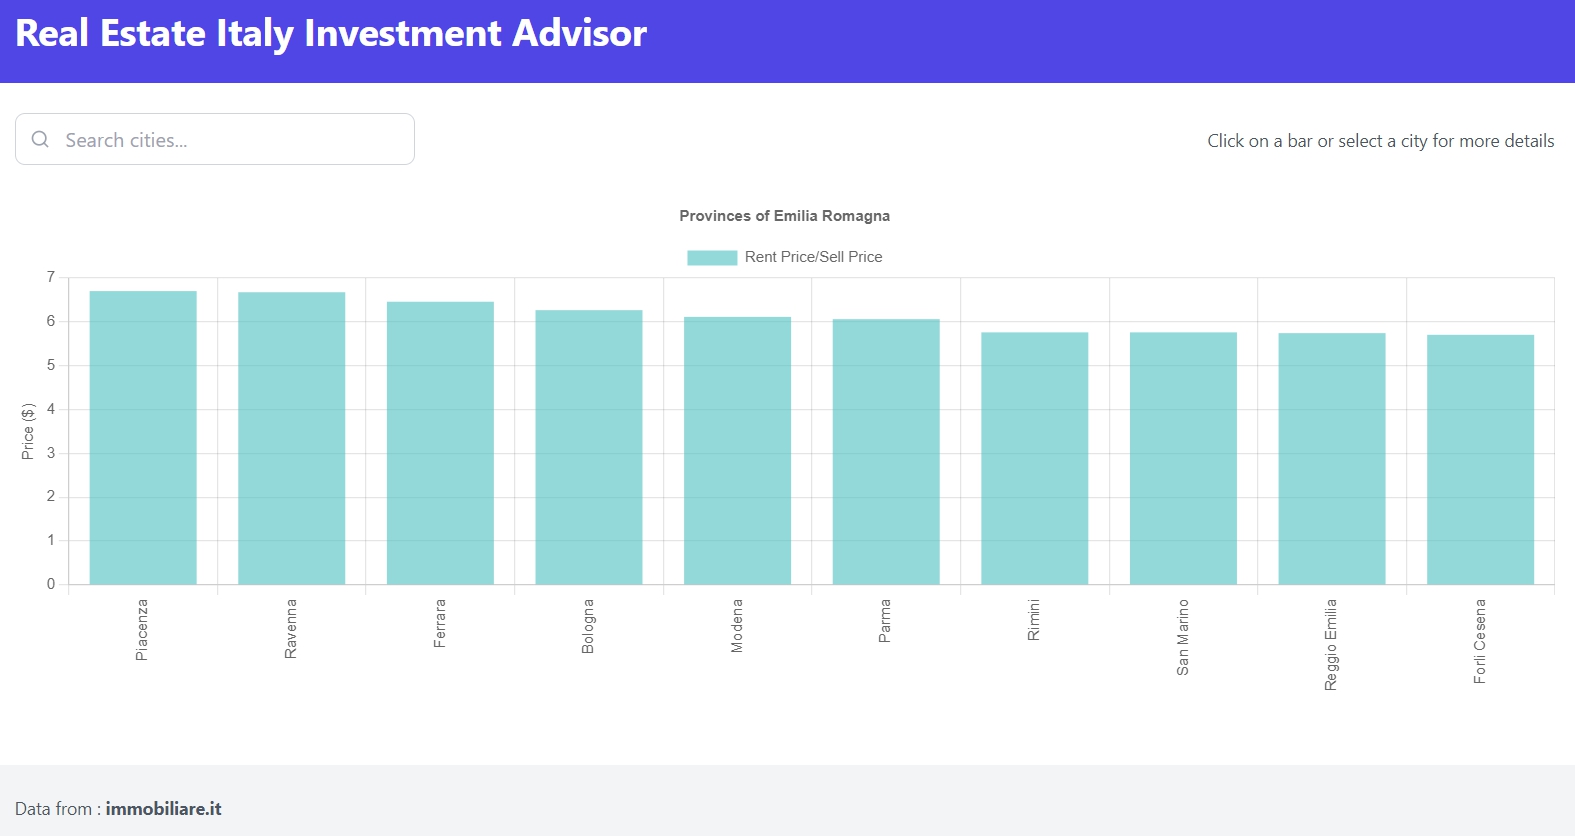 Real Estate Italy Investment Advisor
Search cities...
Click on a bar or select a city for more details
Provinces of Emilia Romagna
Rent Price/Sell Price
Price ($)
7
6
5
4
3
2
1
0
Piacenza
Ravenna
Ferrara
Bologna
Modena
Parma
Rimini
San Marino
Reggio Emilia
Forli Cesena
Data from : immobiliare.it